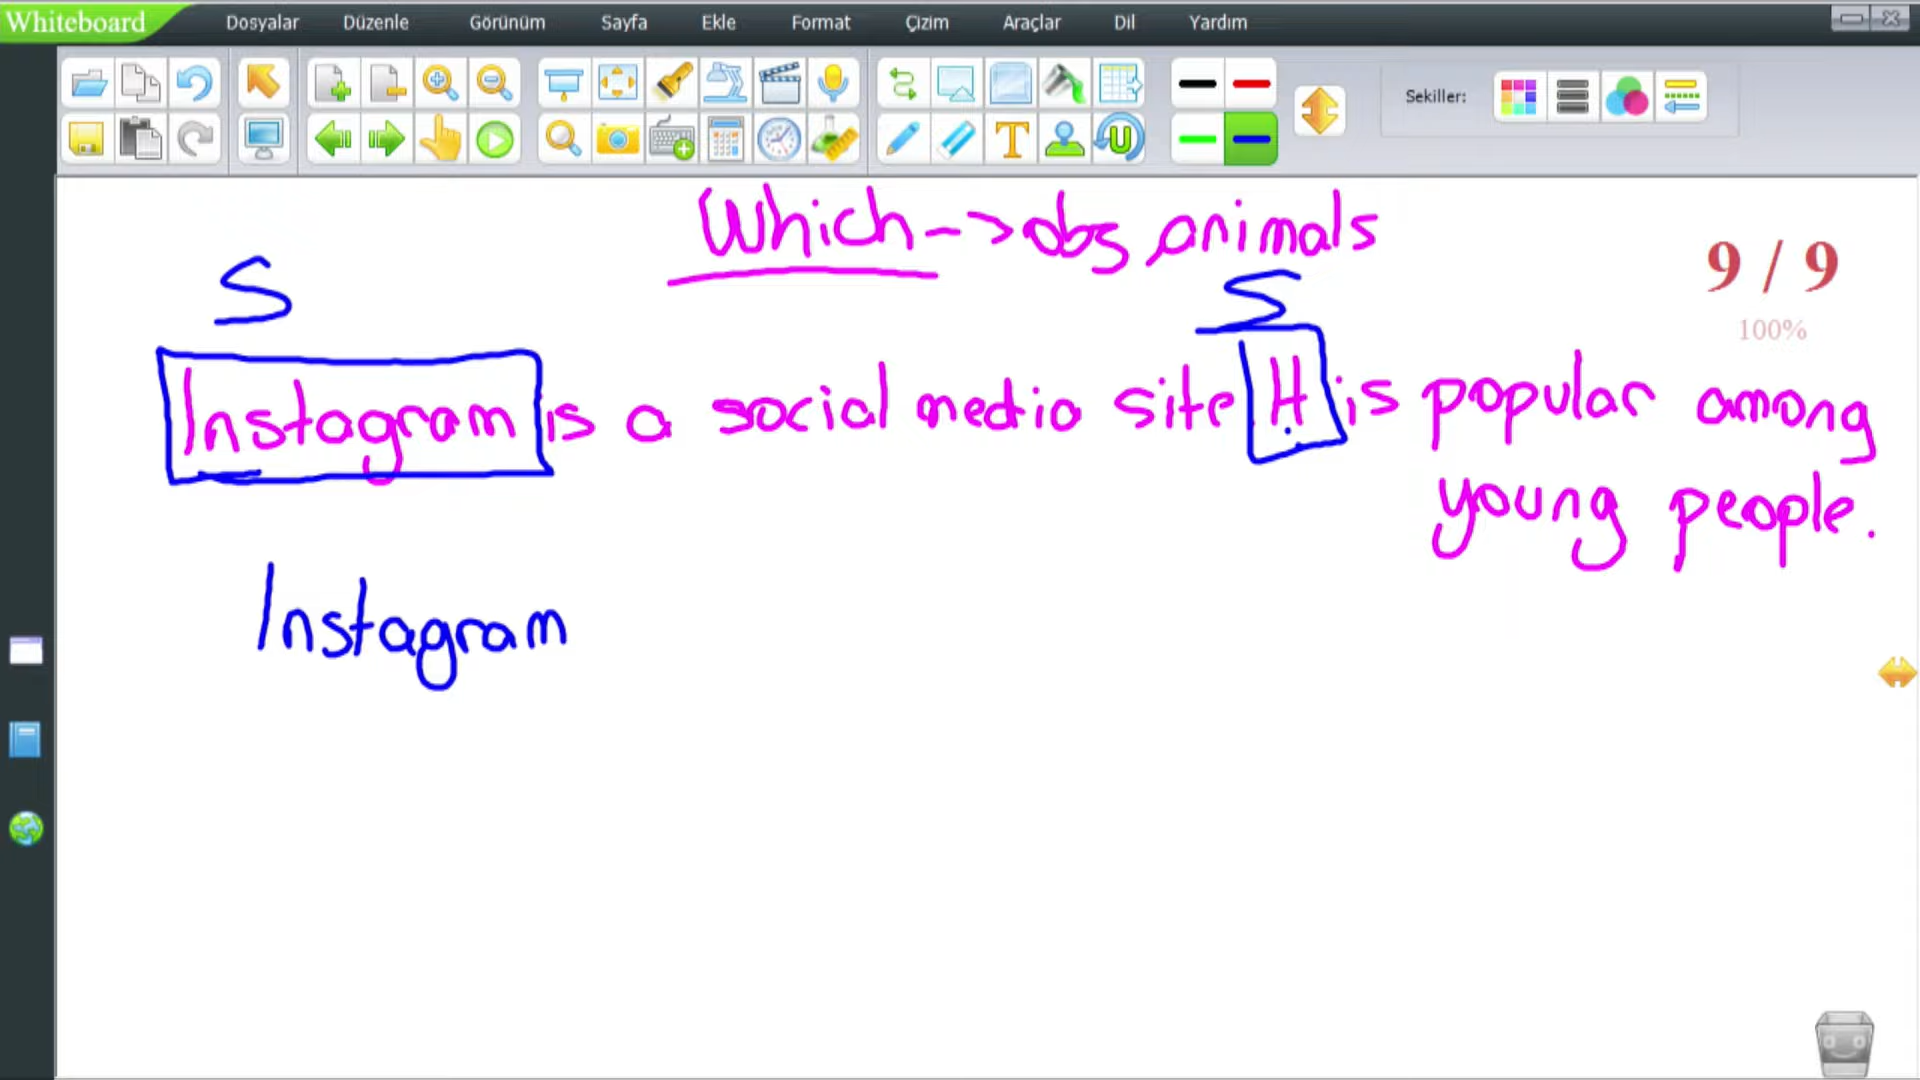 Whiteboard Dosyalar Düzenle Görünüm Sayfa Ekle Format Çizim Araçlar Dil Yardım
Sekiller:
Which --> obj, animals
9 / 9
100%
S S
Instagram is a social media site It is popular among
young people.
Instagram